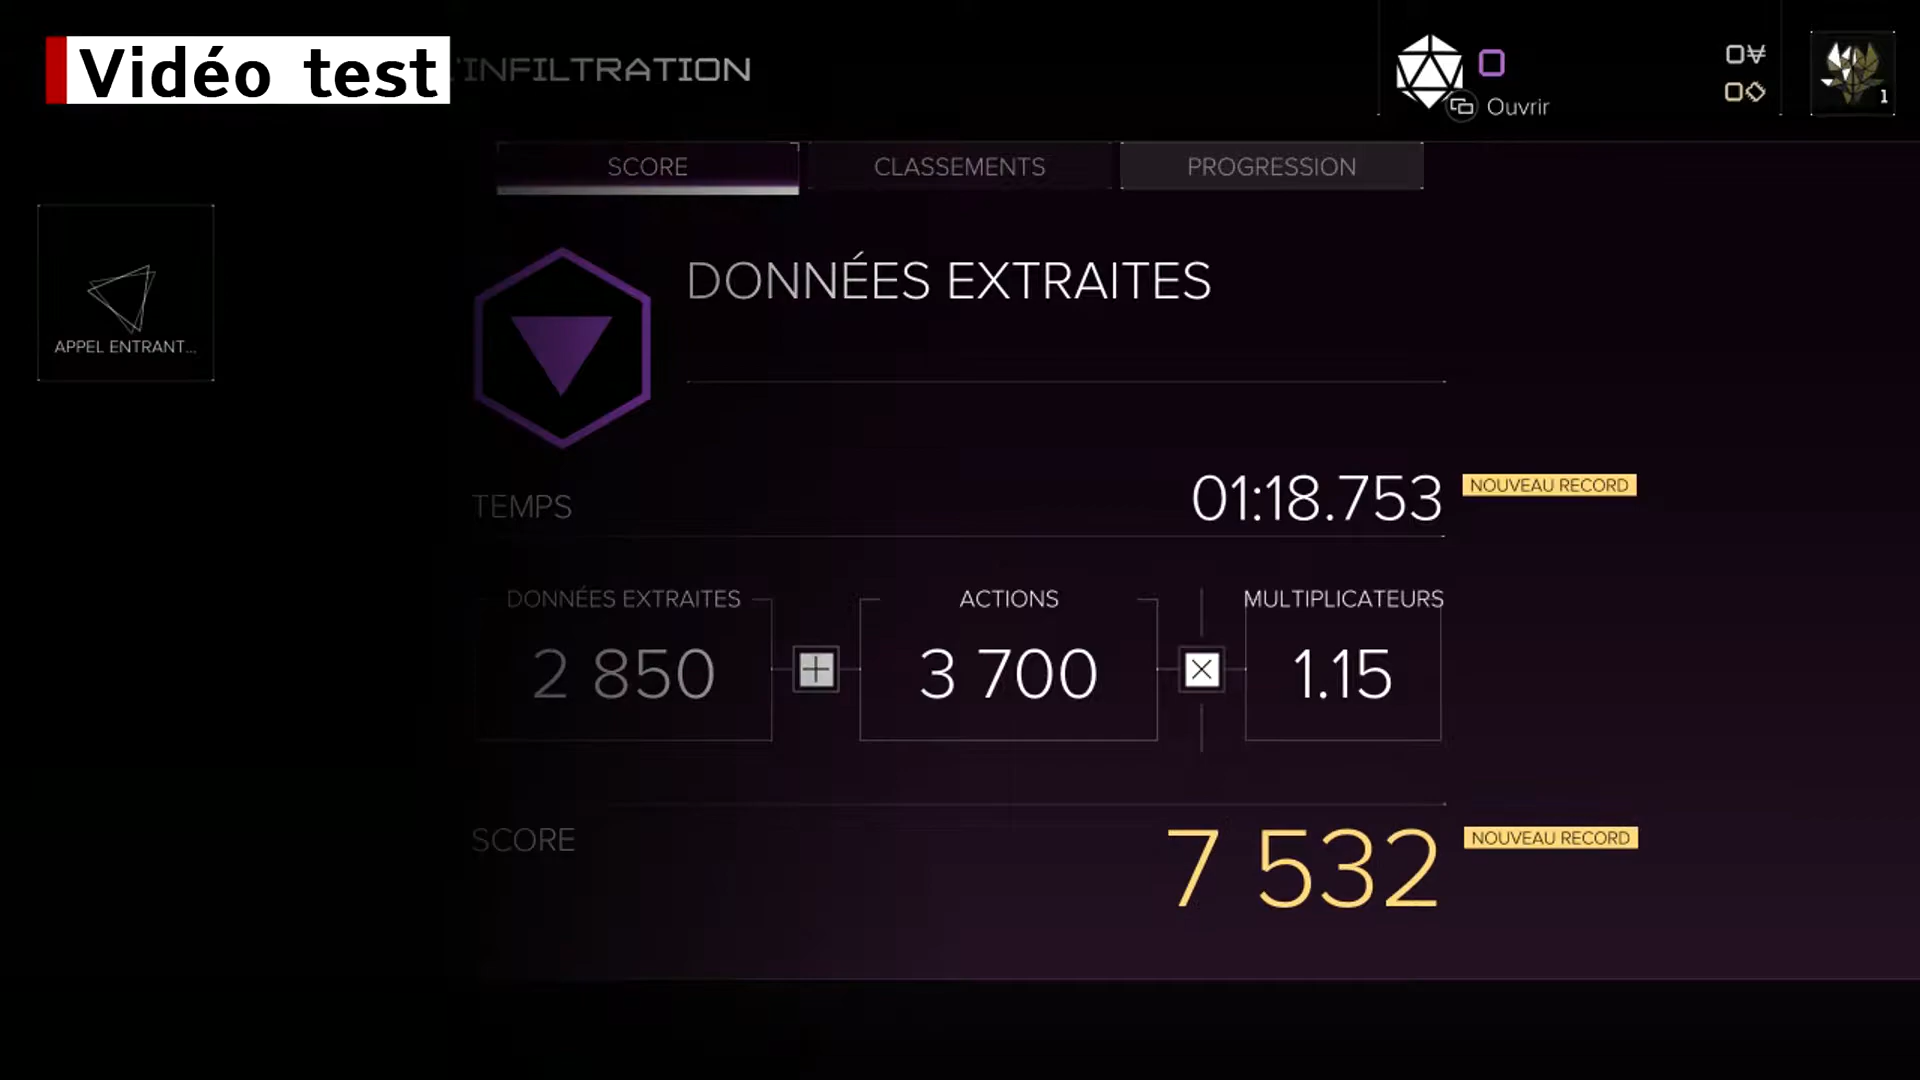 Vidéo test
'INFILTRATION
Ouvrir
1
SCORE
CLASSEMENTS
PROGRESSION
APPEL ENTRANT...
DONNÉES EXTRAITES
TEMPS
01:18.753
NOUVEAU RECORD
DONNÉES EXTRAITES
ACTIONS
MULTIPLICATEURS
2 850
3 700
1.15
SCORE
7 532
NOUVEAU RECORD